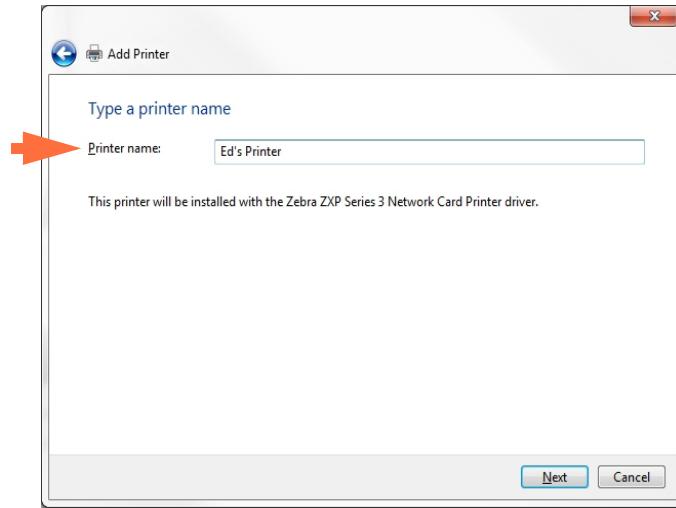 Add Printer
Type a printer name
Printer name:
Ed's Printer
This printer will be installed with the Zebra ZXP Series 3 Network Card Printer driver.
Next
Cancel